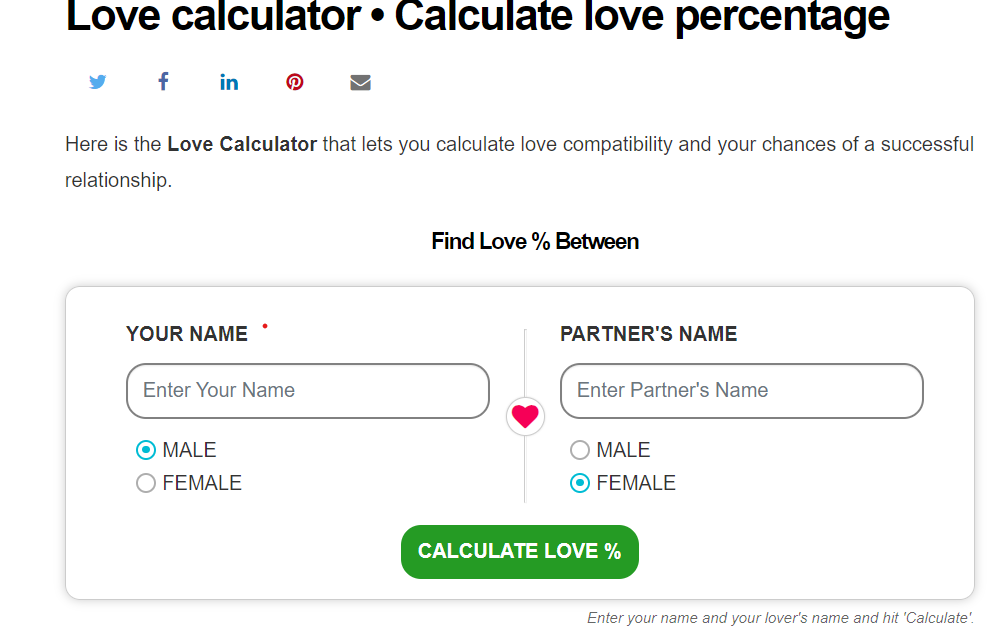 Love calculator • Calculate love percentage
Here is the Love Calculator that lets you calculate love compatibility and your chances of a successful
relationship.
Find Love % Between
YOUR NAME
PARTNER'S NAME
Enter Your Name
Enter Partner's Name
MALE
MALE
FEMALE
FEMALE
CALCULATE LOVE %
Enter your name and your lover's name and hit 'Calculate'.